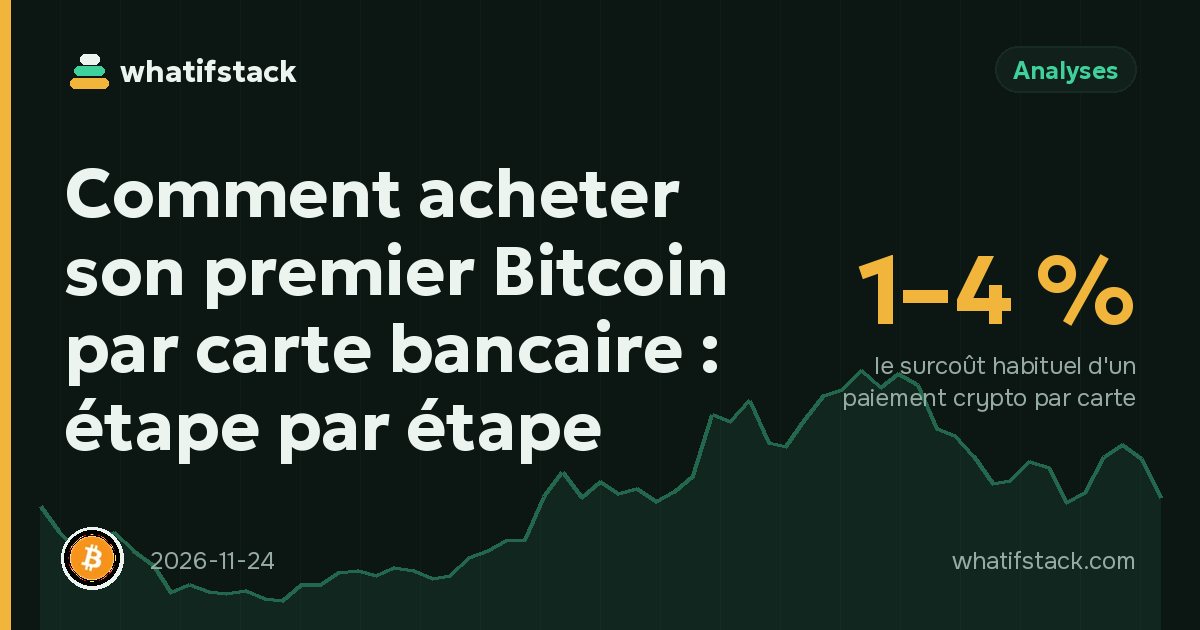 whatifstack
Analyses
Comment acheter
son premier Bitcoin
par carte bancaire :
étape par étape
1–4 %
le surcoût habituel d'un
paiement crypto par carte
2026-11-24
whatifstack.com